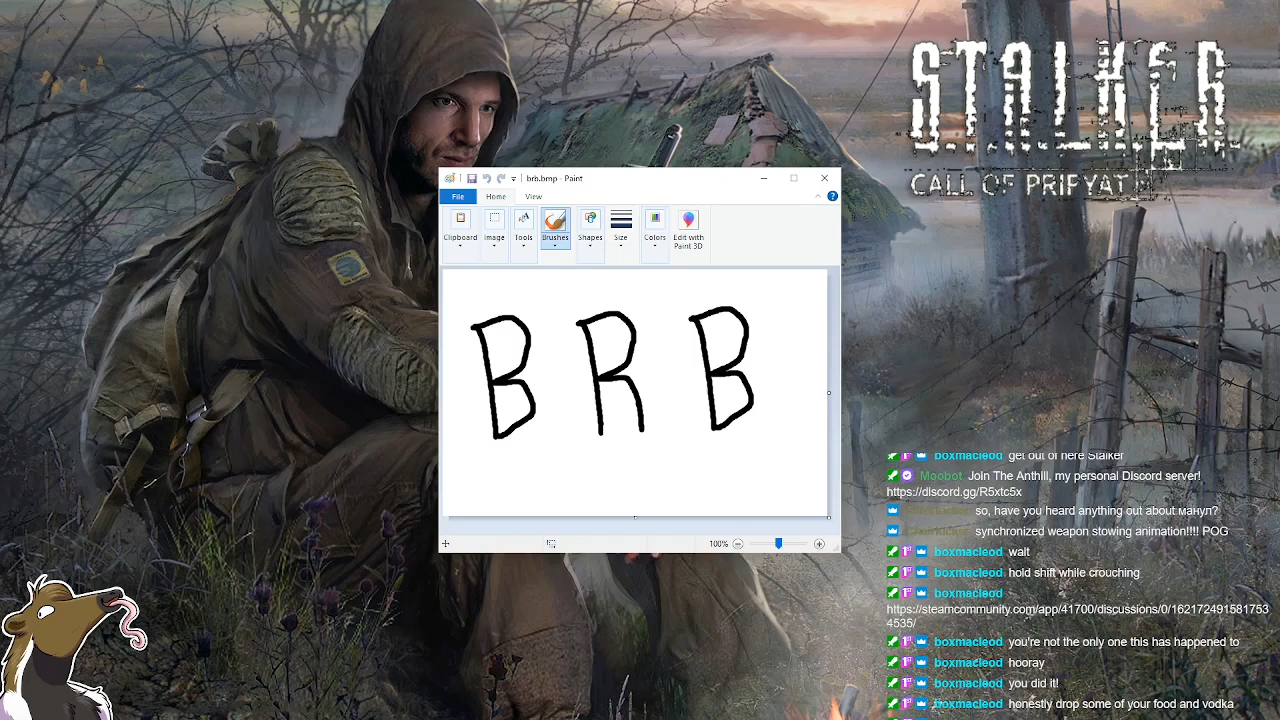 S.T.A.L.K.E.R
CALL OF PRIPYAT
brb.bmp - Paint
File
Home
View
Clipboard
Image
Tools
Brushes
Shapes
Size
Colors
Edit with
Paint 3D
BRB
100%
boxmacleod get out of here Stalker
Moobot Join The Anthill, my personal Discord server!
https://discord.gg/R5xtc5x
so, have you heard anything out about манул?
synchronized weapon stowing animation!!!! POG
boxmacleod wait
boxmacleod hold shift while crouching
boxmacleod
https://steamcommunity.com/app/41700/discussions/0/162172491581753
4535/
boxmacleod you're not the only one this has happened to
boxmacleod hooray
boxmacleod you did it!
boxmacleod honestly drop some of your food and vodka